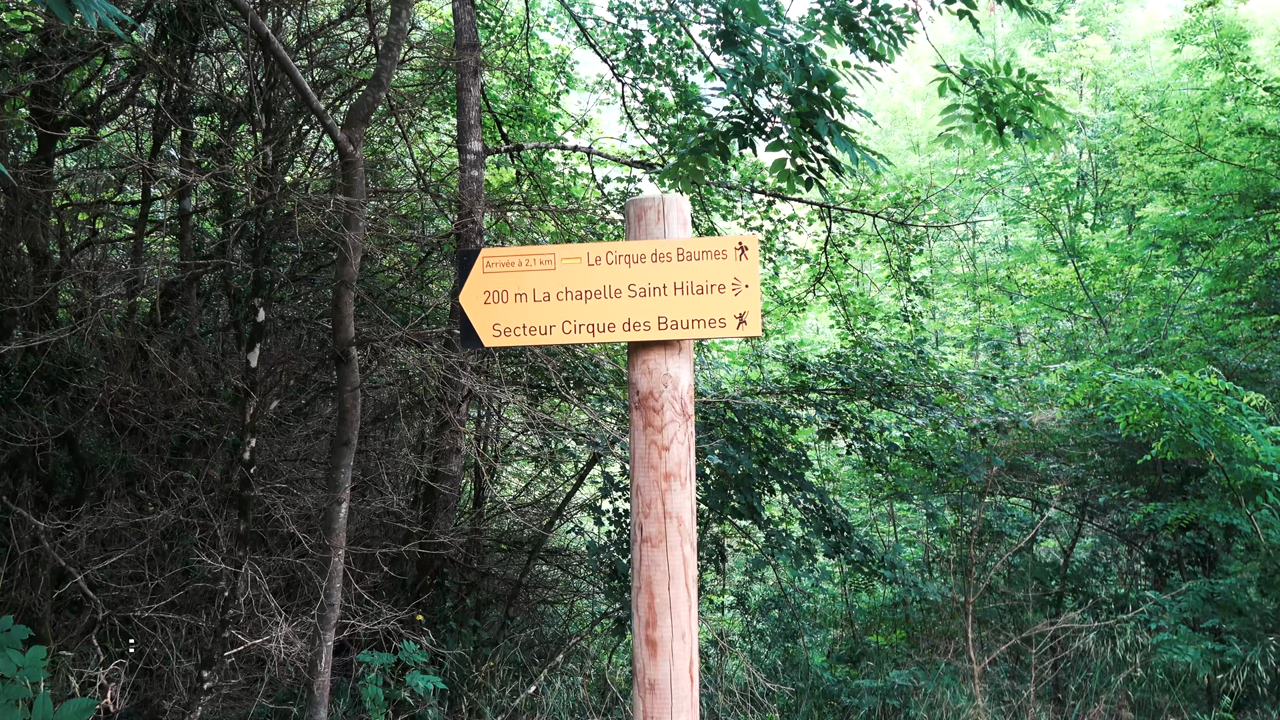 Arrivée à 2,1 km Le Cirque des Baumes
200 m La chapelle Saint Hilaire
Secteur Cirque des Baumes